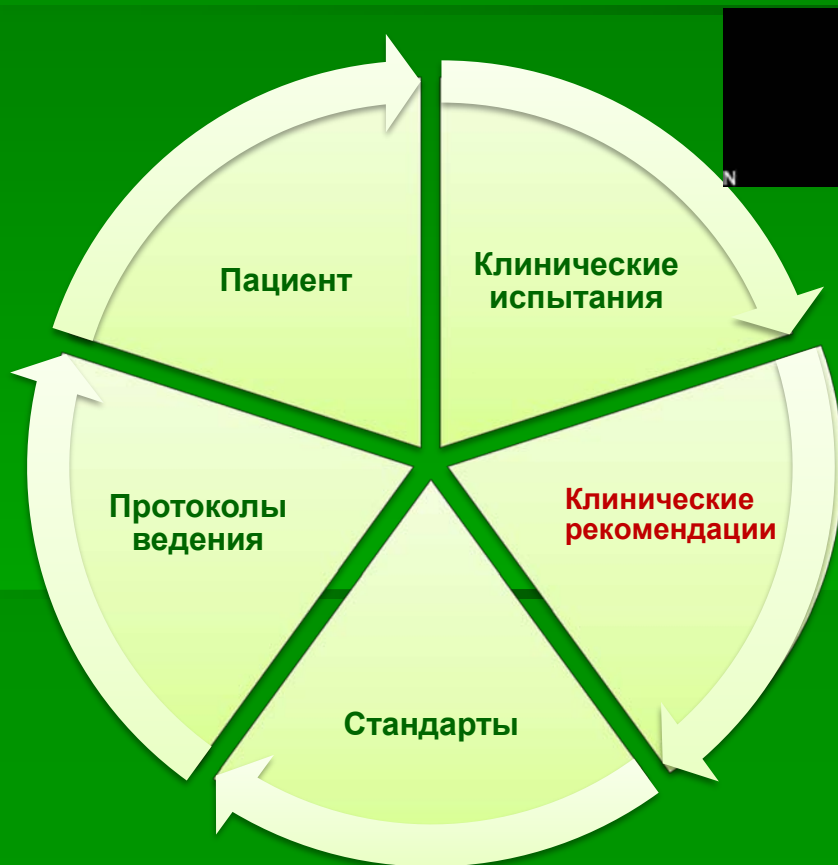 N
Пациент
Клинические
испытания
Протоколы
ведения
Клинические
рекомендации
Стандарты